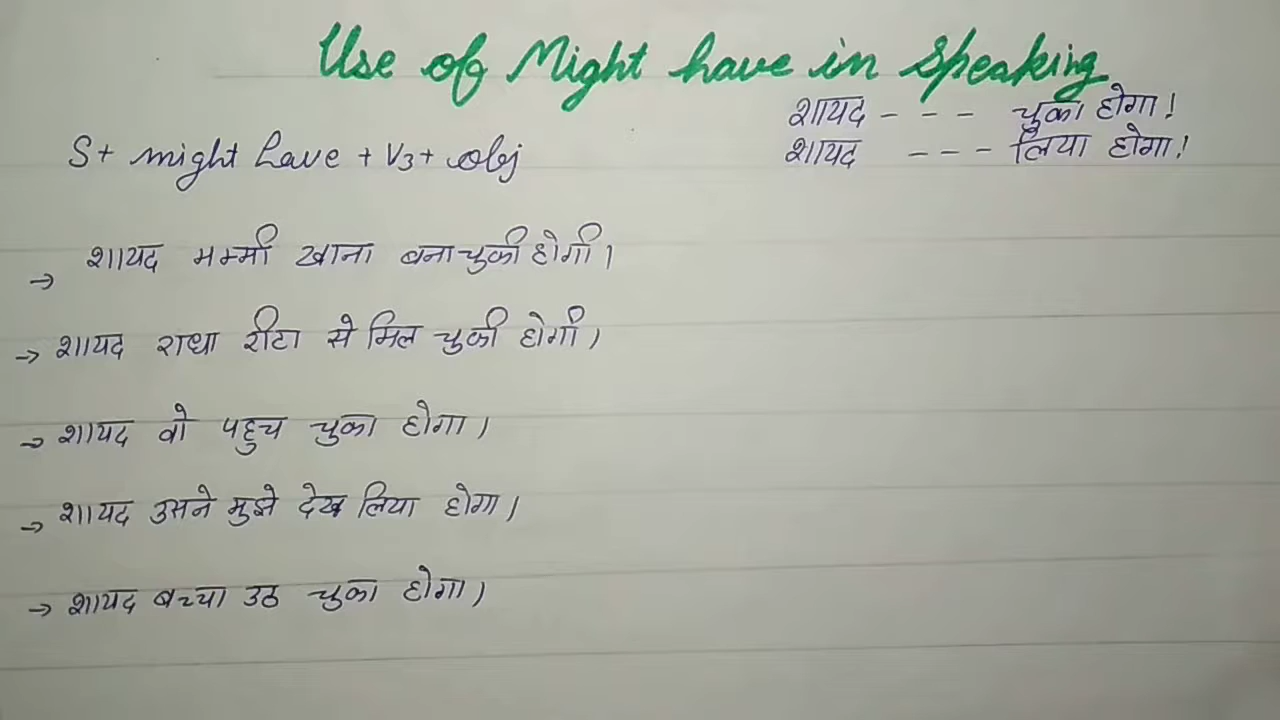 Use of Might have in Speaking
शायद - - - चुका होगा!
S+ might have + V3+ obj
शायद - - - लिया होगा!
→ शायद मम्मी खाना बना चुकी होगी।
→ शायद राधा रीटा से मिल चुकी होगी।
→ शायद वो पहुच चुका होगा।
→ शायद उसने मुझे देख लिया होगा।
→ शायद बच्चा उठ चुका होगा।